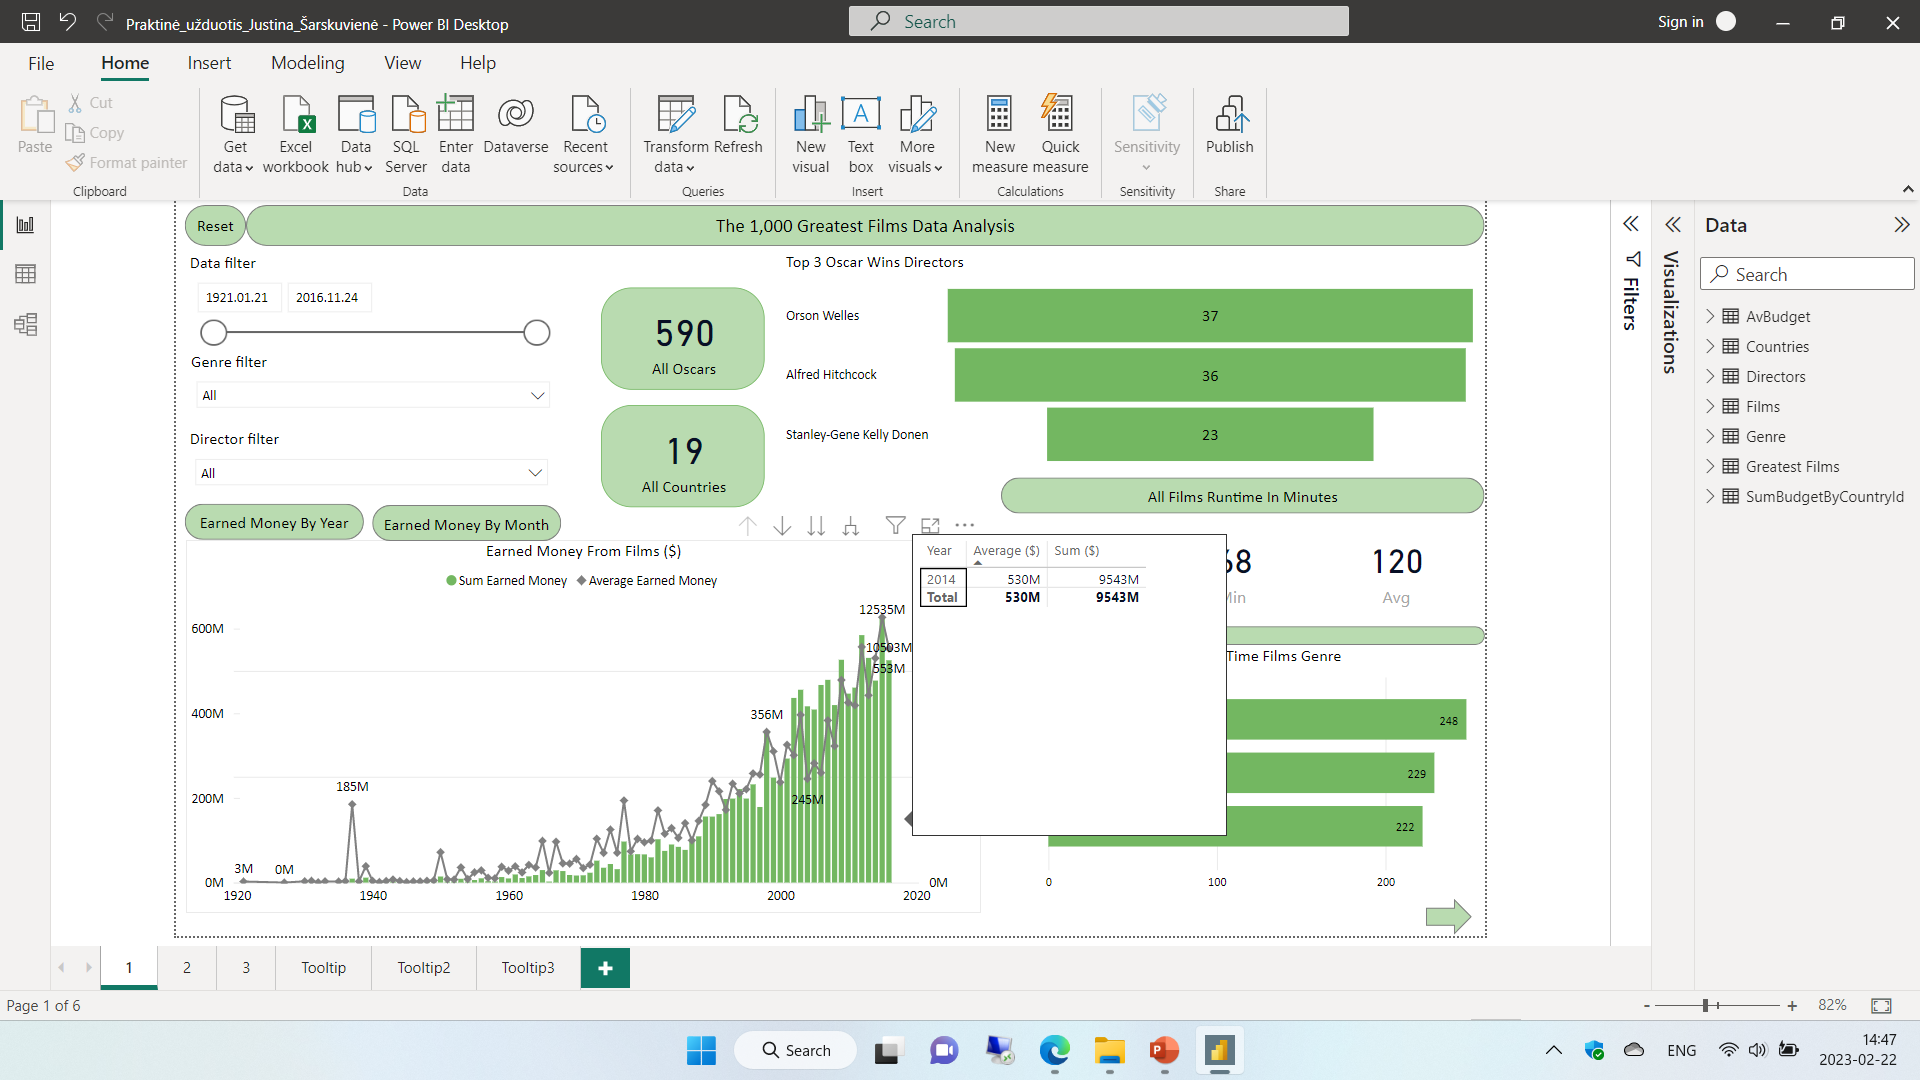 Praktinė_užduotis_Justina_Šarskuvienė - Power BI Desktop
Search
Sign in
File Home Insert Modeling View Help
Paste
Cut
Copy
Format painter
Clipboard
Get data
Excel workbook
Data hub
SQL Server
Enter data
Dataverse
Recent sources
Data
Transform data
Refresh
Queries
New visual
Text box
More visuals
Insert
New measure
Quick measure
Calculations
Sensitivity
Sensitivity
Publish
Share
Reset
The 1,000 Greatest Films Data Analysis
Data filter
1921.01.21 2016.11.24
Genre filter
All
Director filter
All
590
All Oscars
19
All Countries
Top 3 Oscar Wins Directors
Orson Welles 37
Alfred Hitchcock 36
Stanley-Gene Kelly Donen 23
All Films Runtime In Minutes
Earned Money By Year
Earned Money By Month
Earned Money From Films ($)
Sum Earned Money Average Earned Money
600M
400M
200M
0M
3M
0M
185M
356M
245M
12535M
10503M
553M
0M
1920 1940 1960 1980 2000 2020
Year Average ($) Sum ($)
2014 530M 9543M
Total 530M 9543M
68
Min
120
Avg
Time Films Genre
248
229
222
0 100 200
Filters
Visualizations
Data
Search
AvBudget
Countries
Directors
Films
Genre
Greatest Films
SumBudgetByCountryId
1 2 3 Tooltip Tooltip2 Tooltip3
Page 1 of 6
- + 82%
Search
ENG
14:47
2023-02-22